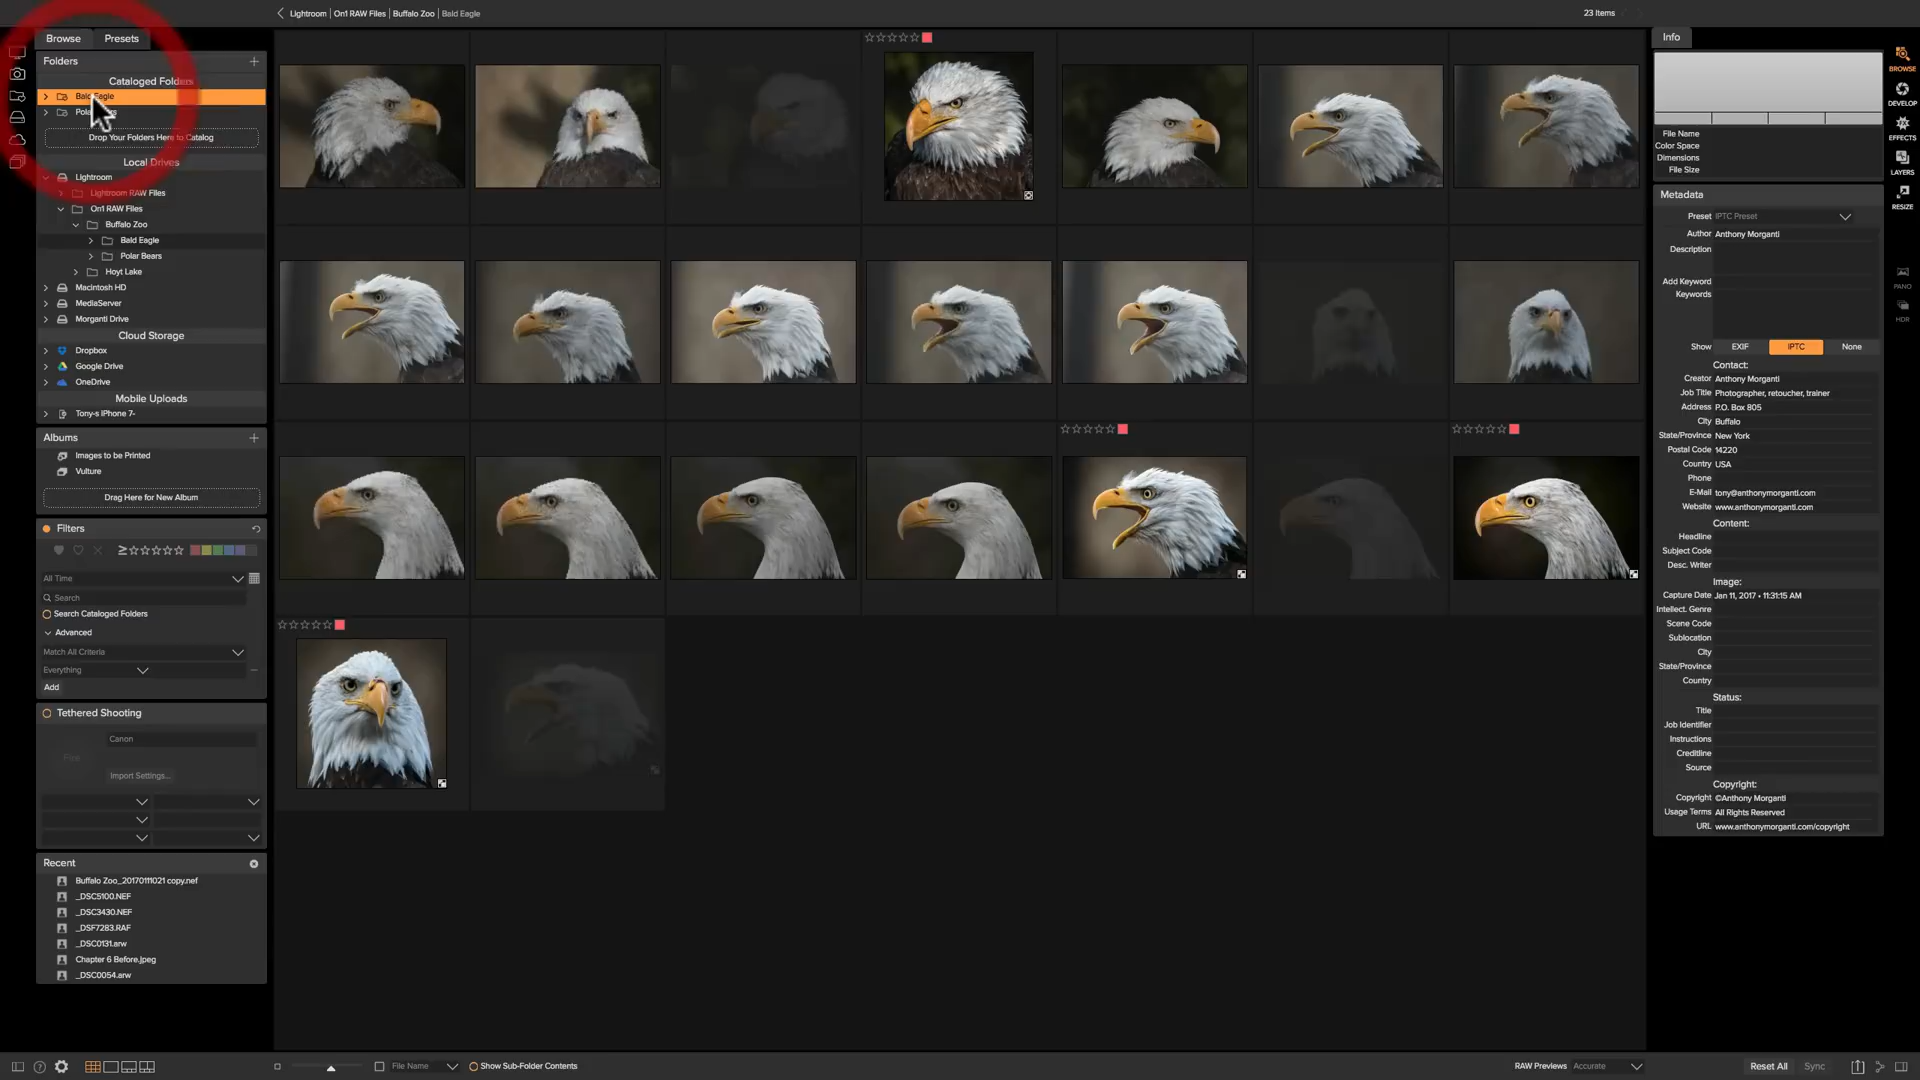 Lightroom | On1 RAW Files | Buffalo Zoo | Bald Eagle
23 Items
Browse
Presets
Folders
Cataloged Folders
Bald Eagle
Drop Your Folders Here to Catalog
Local Drives
Lightroom
Lightroom RAW Files
On1 RAW Files
Buffalo Zoo
Bald Eagle
Polar Bears
Hoyt Lake
Macintosh HD
MediaServer
Morganti Drive
Cloud Storage
Dropbox
Google Drive
OneDrive
Mobile Uploads
Tony-s iPhone 7-
Albums
Images to be Printed
Vulture
Drag Here for New Album
Filters
All Time
Search
Search Cataloged Folders
Advanced
Match All Criteria
Everything
Add
Tethered Shooting
Canon
Fire
Import Settings...
Recent
Buffalo Zoo_20170111021 copy.nef
_DSC5100.NEF
_DSC3430.NEF
_DSF7283.RAF
_DSC0131.arw
Chapter 6 Before.jpeg
_DSC0054.arw
File Name
Show Sub-Folder Contents
RAW Previews Accurate
Reset All
Sync
Info
File Name
Color Space
Dimensions
File Size
Metadata
Preset IPTC Preset
Author Anthony Morganti
Description
Add Keyword
Keywords
Show EXIF IPTC None
Contact:
Creator Anthony Morganti
Job Title Photographer, retoucher, trainer
Address P.O. Box 805
City Buffalo
State/Province New York
Postal Code 14220
Country USA
Phone
E-Mail tony@anthonymorganti.com
Website www.anthonymorganti.com
Content:
Headline
Subject Code
Desc. Writer
Image:
Capture Date Jan 11, 2017 • 11:31:15 AM
Intellect. Genre
Scene Code
Sublocation
City
State/Province
Country
Status:
Title
Job Identifier
Instructions
Creditline
Source
Copyright:
Copyright ©Anthony Morganti
Usage Terms All Rights Reserved
URL www.anthonymorganti.com/copyright
BROWSE
DEVELOP
EFFECTS
LAYERS
RESIZE
PANO
HDR